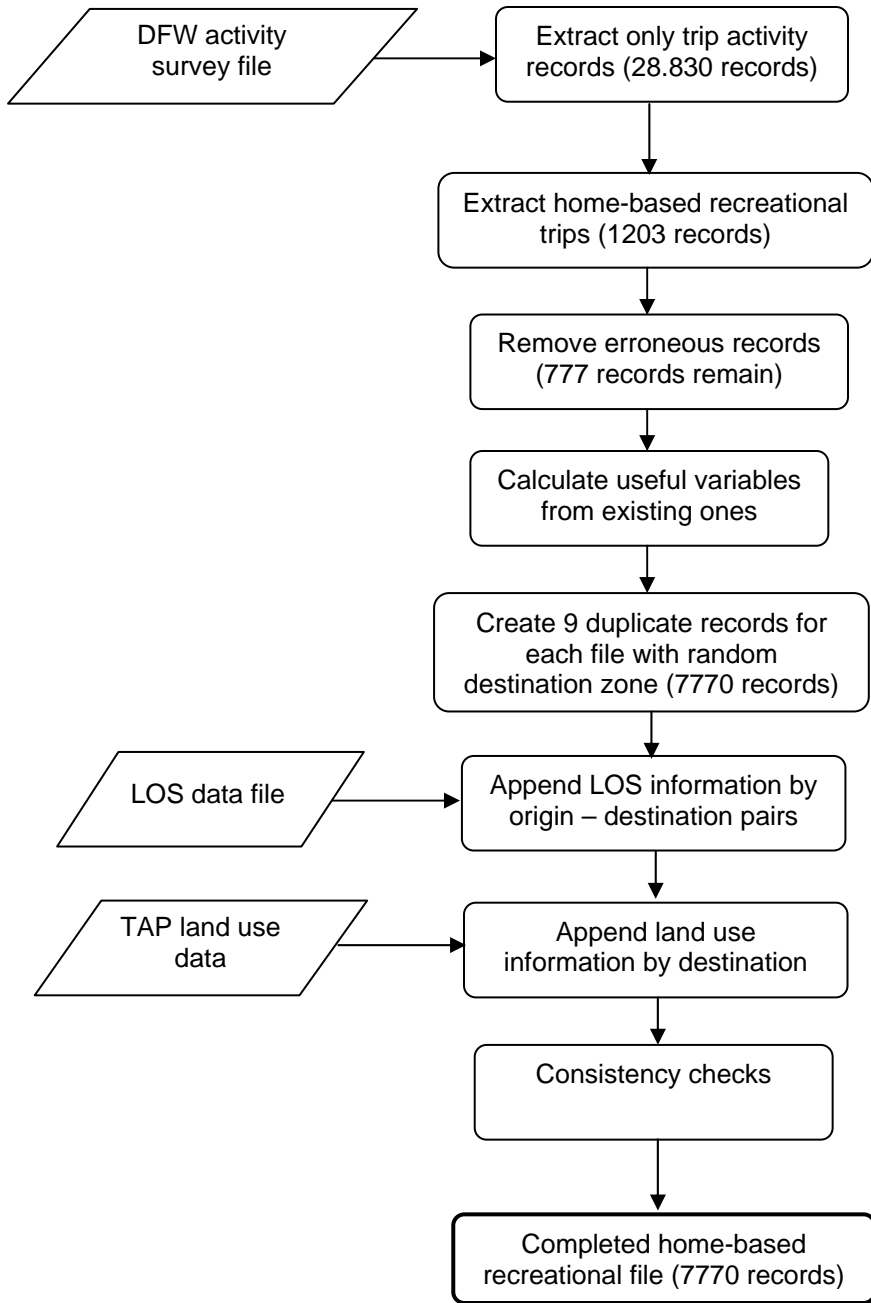 DFW activity
survey file
Extract only trip activity
records (28.830 records)
Extract home-based recreational
trips (1203 records)
Remove erroneous records
(777 records remain)
Calculate useful variables
from existing ones
Create 9 duplicate records for
each file with random
destination zone (7770 records)
LOS data file
Append LOS information by
origin – destination pairs
TAP land use
data
Append land use
information by destination
Consistency checks
Completed home-based
recreational file (7770 records)